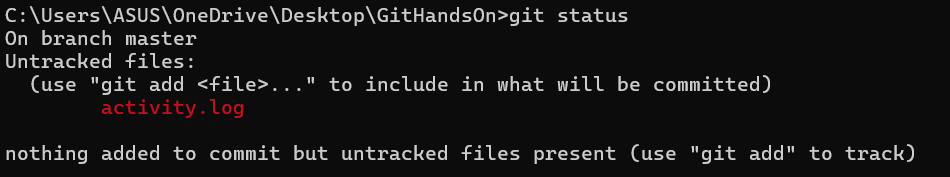 C:\Users\ASUS\OneDrive\Desktop\GitHandsOn>git status
On branch master
Untracked files:
  (use "git add <file>..." to include in what will be committed)
        activity.log

nothing added to commit but untracked files present (use "git add" to track)